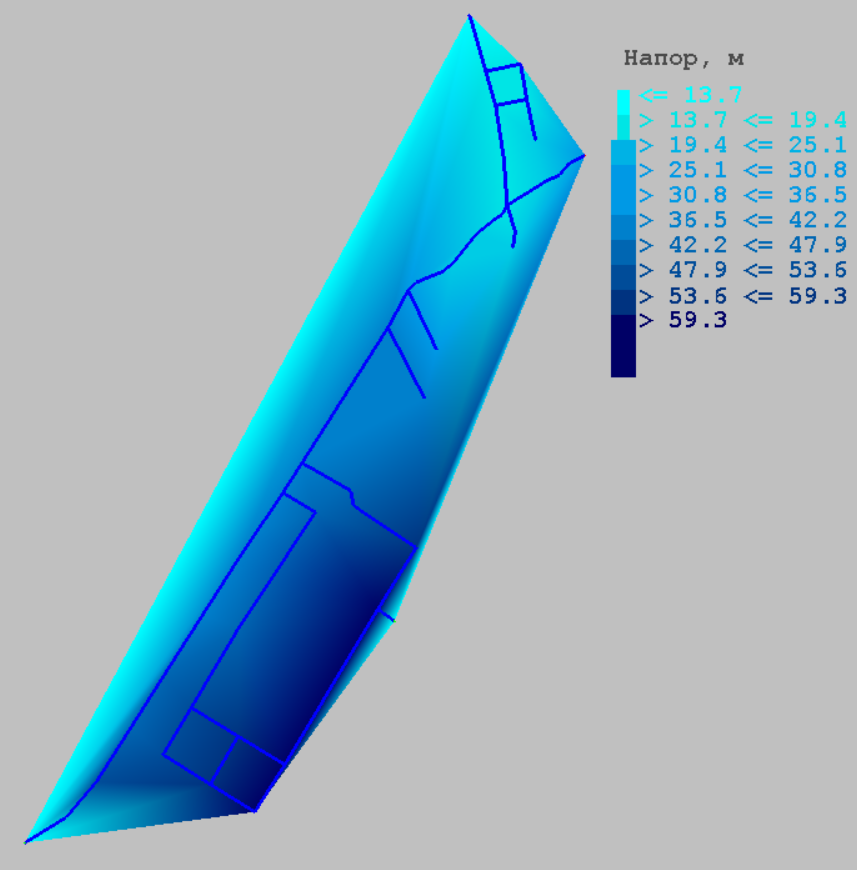 Напор, м
<= 13.7
> 13.7 <= 19.4
> 19.4 <= 25.1
> 25.1 <= 30.8
> 30.8 <= 36.5
> 36.5 <= 42.2
> 42.2 <= 47.9
> 47.9 <= 53.6
> 53.6 <= 59.3
> 59.3